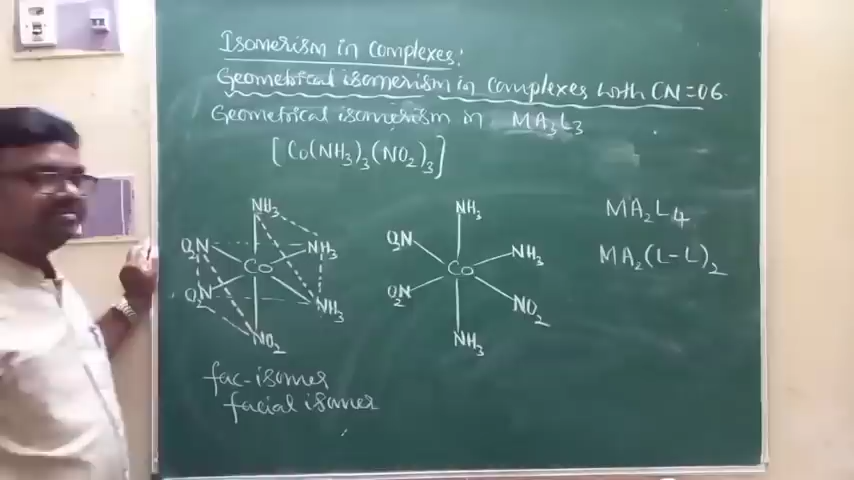 Isomerism in complexes:
Geometrical isomerism in complexes with CN=06
Geometrical isomerism in MA₃L₃
[Co(NH₃)₃(NO₂)₃]
NH₃
O₂N
NH₃
Co
O₂N
NH₃
NO₂
fac-isomer
facial isomer
NH₃
O₂N
NH₃
Co
O₂N
NO₂
NH₃
MA₂L₄
MA₂(L-L)₂